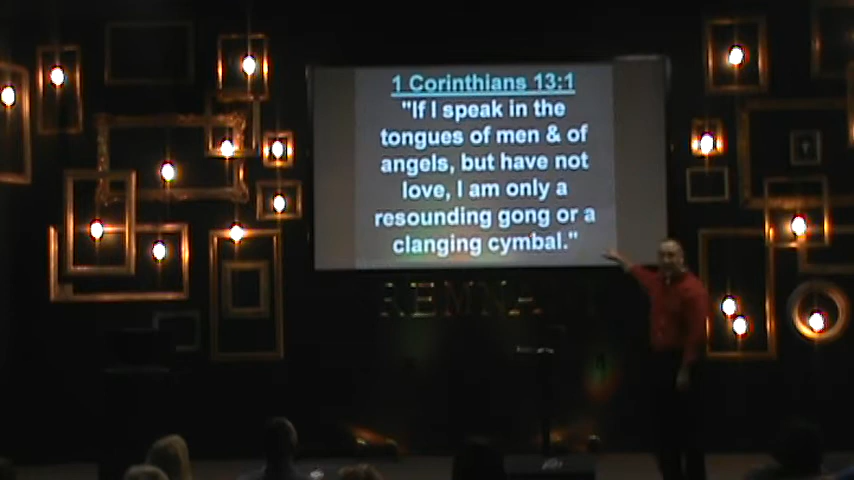 1 Corinthians 13:1
"If I speak in the
tongues of men & of
angels, but have not
love, I am only a
resounding gong or a
clanging cymbal."
REMNA